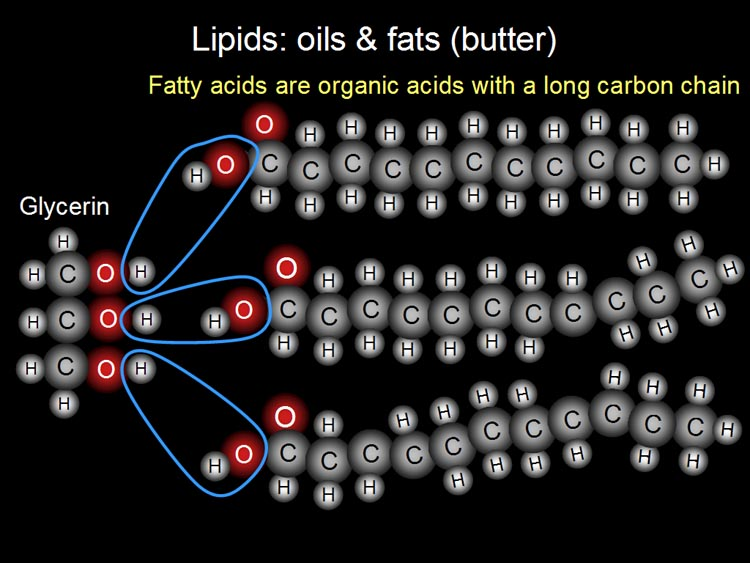 Lipids: oils & fats (butter)
Fatty acids are organic acids with a long carbon chain
O H H H H H H H H H H
H O C C C C C C C C C C C H
H H H H H H H H H H H
Glycerin
H
H C O H
H C O H
H C O H
H
O H H H H H H H H H
H O C C C C C C C C C C C H
H H H H H H H H H H
O H H H H H H H H
H O C C C C C C C C C C C H
H H H H H H H H H